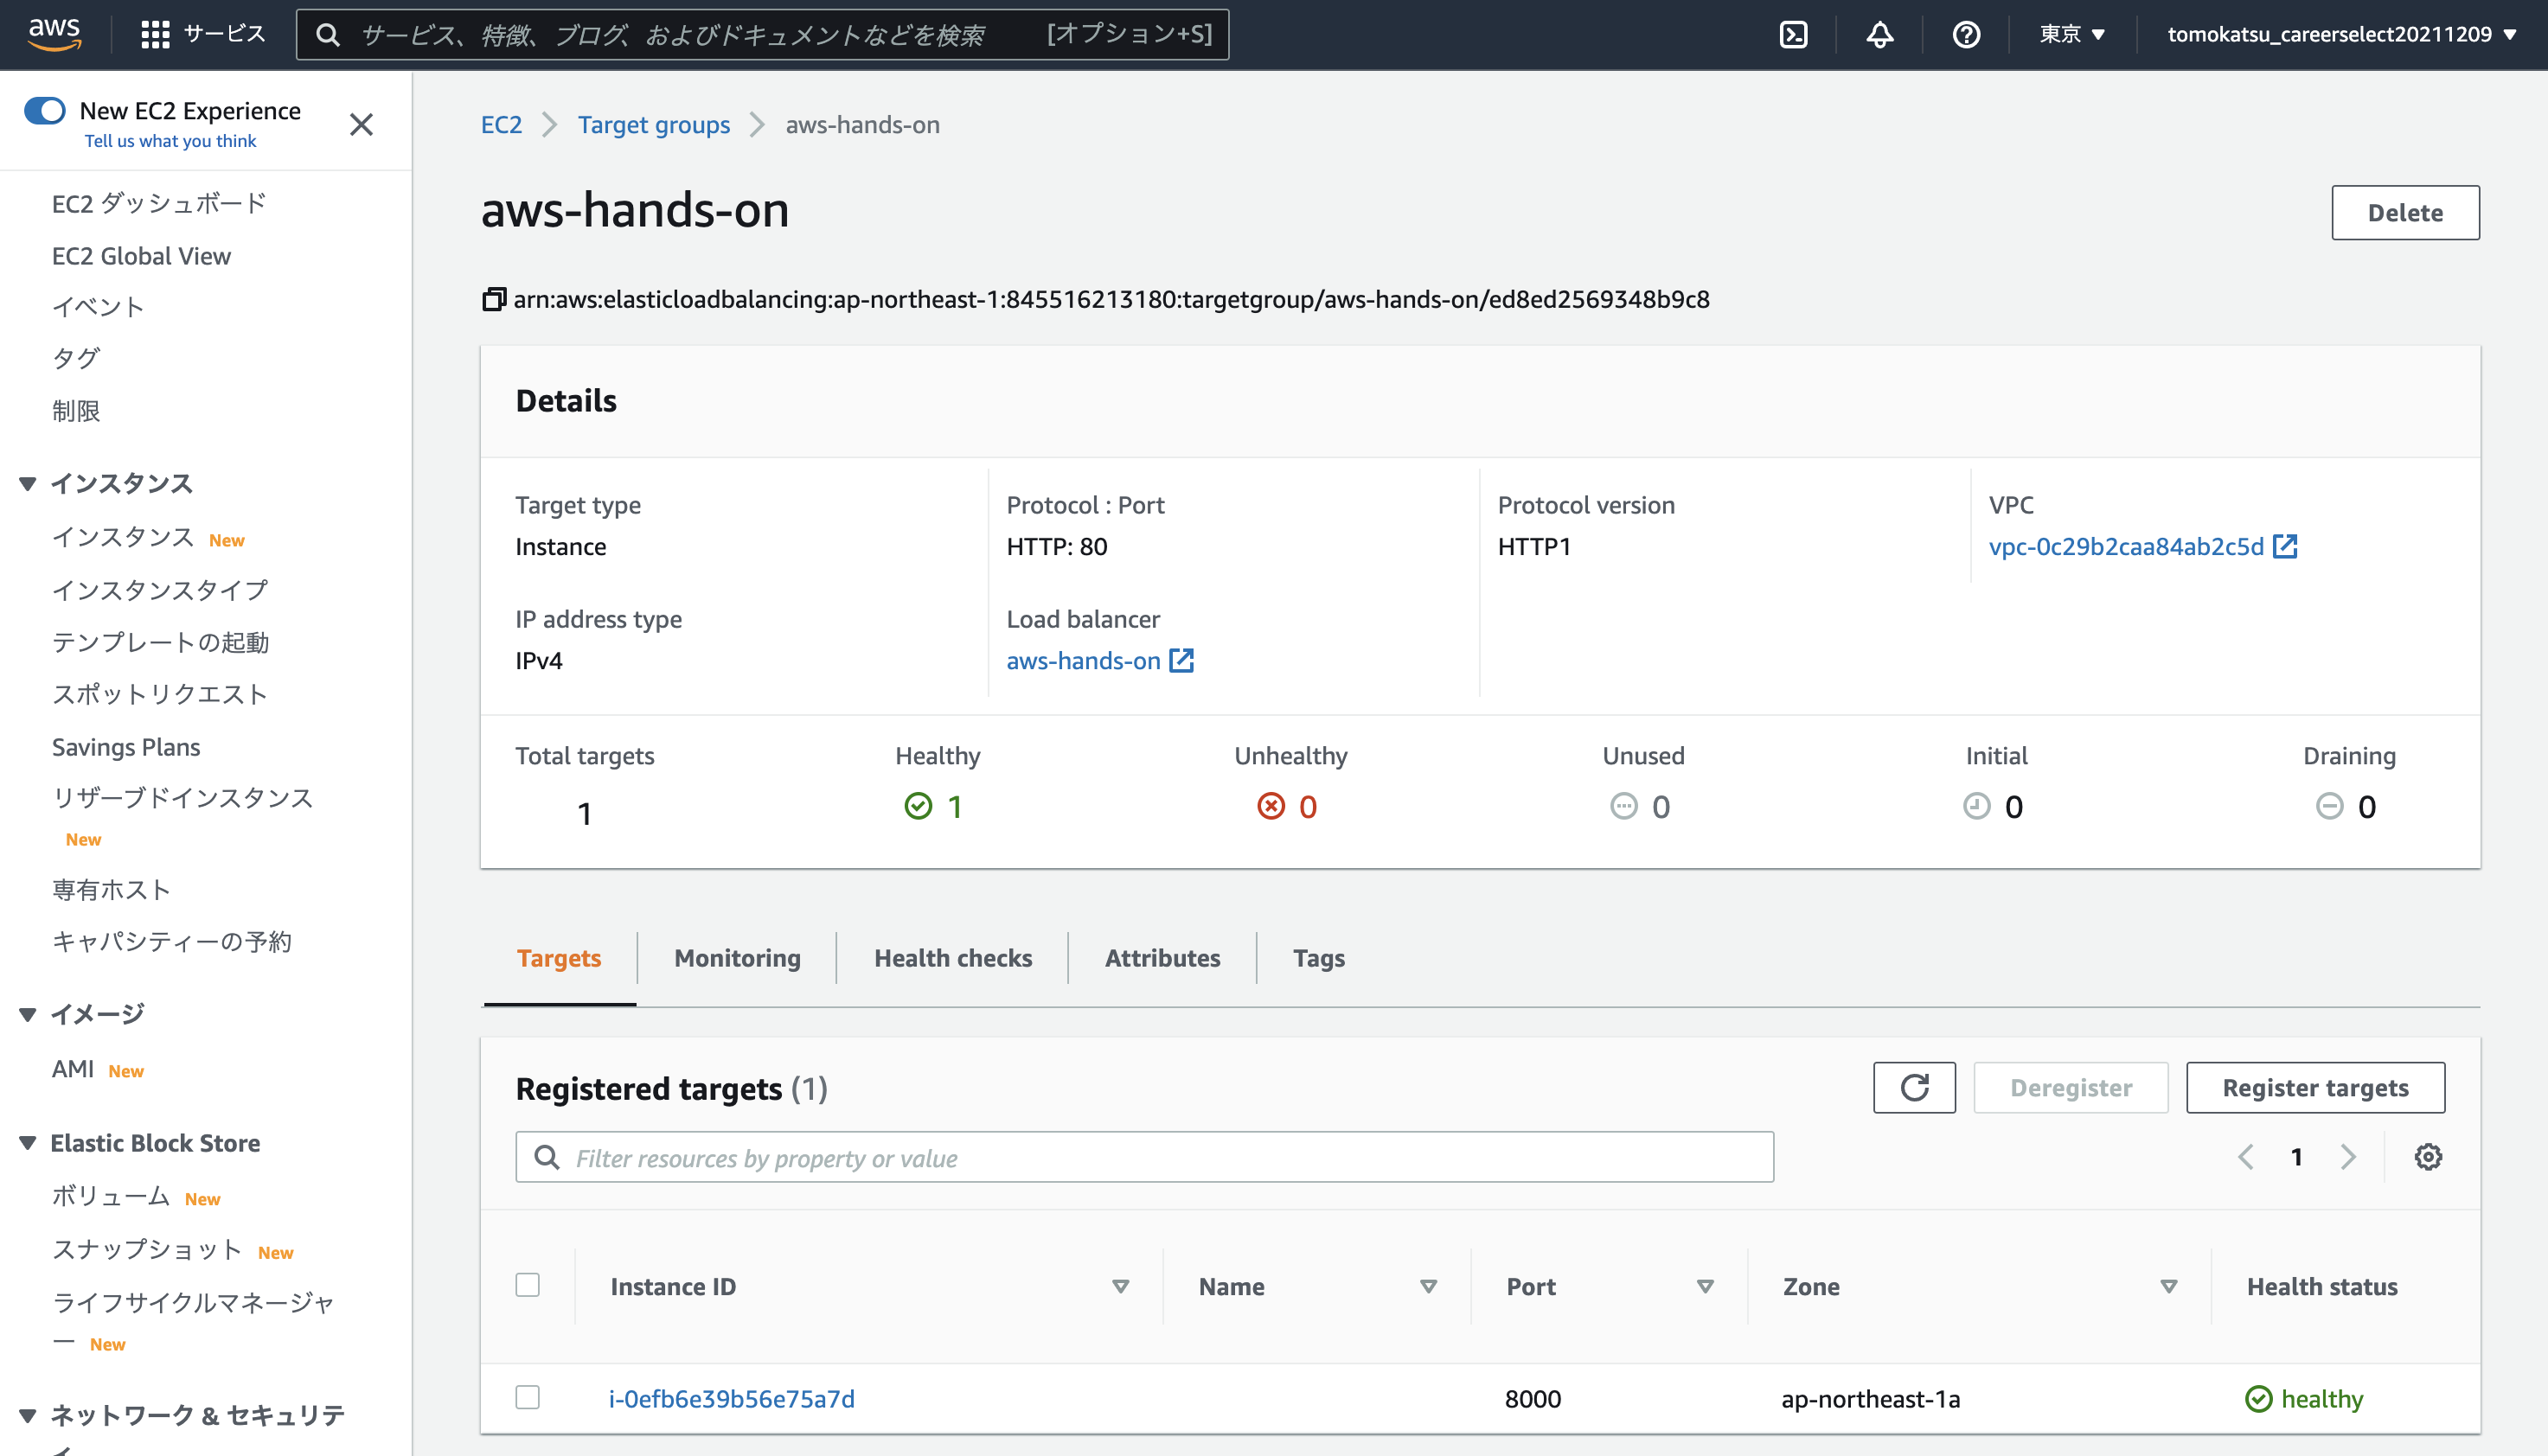 aws
サービス
サービス、特徴、ブログ、およびドキュメントなどを検索 [オプション+S]
東京
tomokatsu_careerselect20211209
New EC2 Experience
Tell us what you think
EC2 ダッシュボード
EC2 Global View
イベント
タグ
制限
インスタンス
インスタンス New
インスタンスタイプ
テンプレートの起動
スポットリクエスト
Savings Plans
リザーブドインスタンス
New
専有ホスト
キャパシティーの予約
イメージ
AMI New
Elastic Block Store
ボリューム New
スナップショット New
ライフサイクルマネージャ
ー New
ネットワーク & セキュリテ
EC2 > Target groups > aws-hands-on
aws-hands-on
Delete
arn:aws:elasticloadbalancing:ap-northeast-1:845516213180:targetgroup/aws-hands-on/ed8ed2569348b9c8
Details
Target type
Instance
Protocol : Port
HTTP: 80
Protocol version
HTTP1
VPC
vpc-0c29b2caa84ab2c5d
IP address type
IPv4
Load balancer
aws-hands-on
Total targets
1
Healthy
1
Unhealthy
0
Unused
0
Initial
0
Draining
0
Targets
Monitoring
Health checks
Attributes
Tags
Registered targets (1)
Deregister
Register targets
Filter resources by property or value
1
Instance ID
Name
Port
Zone
Health status
i-0efb6e39b56e75a7d
8000
ap-northeast-1a
healthy